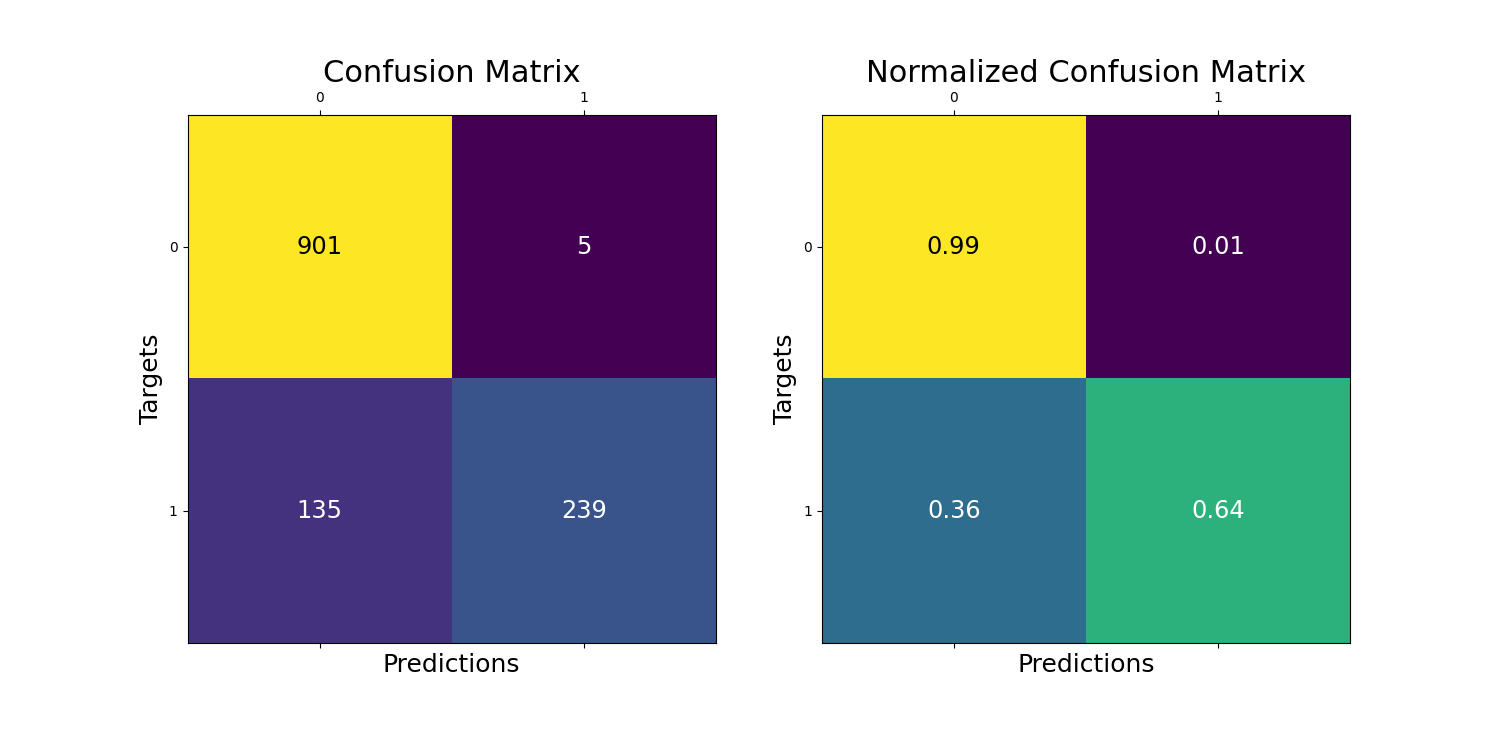 Confusion Matrix
0 1
0 901 5
1 135 239
Targets
Predictions
Normalized Confusion Matrix
0 1
0 0.99 0.01
1 0.36 0.64
Targets
Predictions